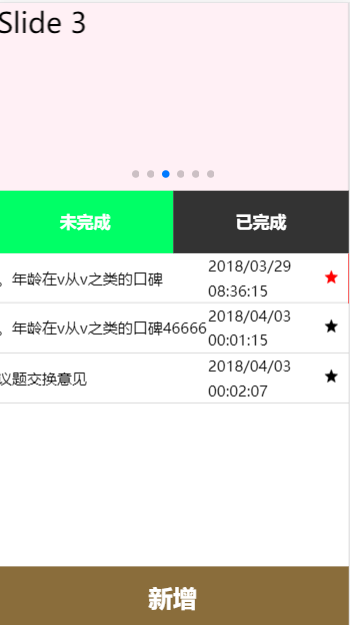 Slide 3
未完成 已完成
。年龄在v从v之类的口碑 2018/03/29
08:36:15
。年龄在v从v之类的口碑46666 2018/04/03
00:01:15
议题交换意见 2018/04/03
00:02:07
新增